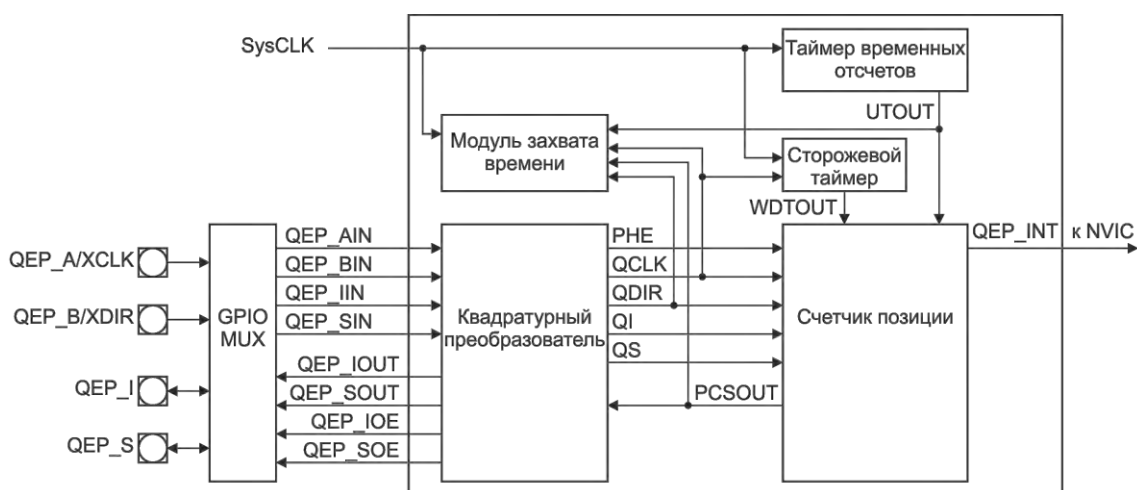 SysCLK
Таймер временных
отсчетов
UTOUT
Модуль захвата
времени
Сторожевой
таймер
WDTOUT
QEP_A/XCLK
QEP_B/XDIR
QEP_I
QEP_S
GPIO
MUX
QEP_AIN
QEP_BIN
QEP_IIN
QEP_SIN
QEP_IOUT
QEP_SOUT
QEP_IOE
QEP_SOE
Квадратурный
преобразователь
PHE
QCLK
QDIR
QI
QS
PCSOUT
Счетчик позиции
QEP_INT к NVIC